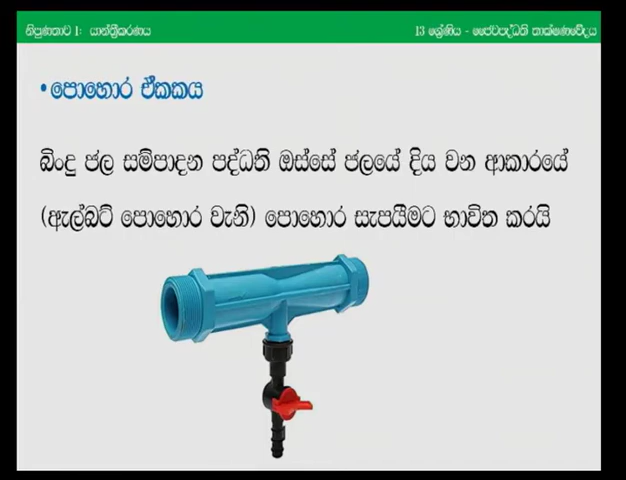 නිපුණතාව 1: යාන්ත්‍රීකරණය
13 ශ්‍රේණිය - ජෛවපද්ධති තාක්ෂණවේදය
•පොහොර ඒකකය
බිංදු ජල සම්පාදන පද්ධති ඔස්සේ ජලයේ දිය වන ආකාරයේ
(ඇල්බට් පොහොර වැනි) පොහොර සැපයීමට භාවිත කරයි